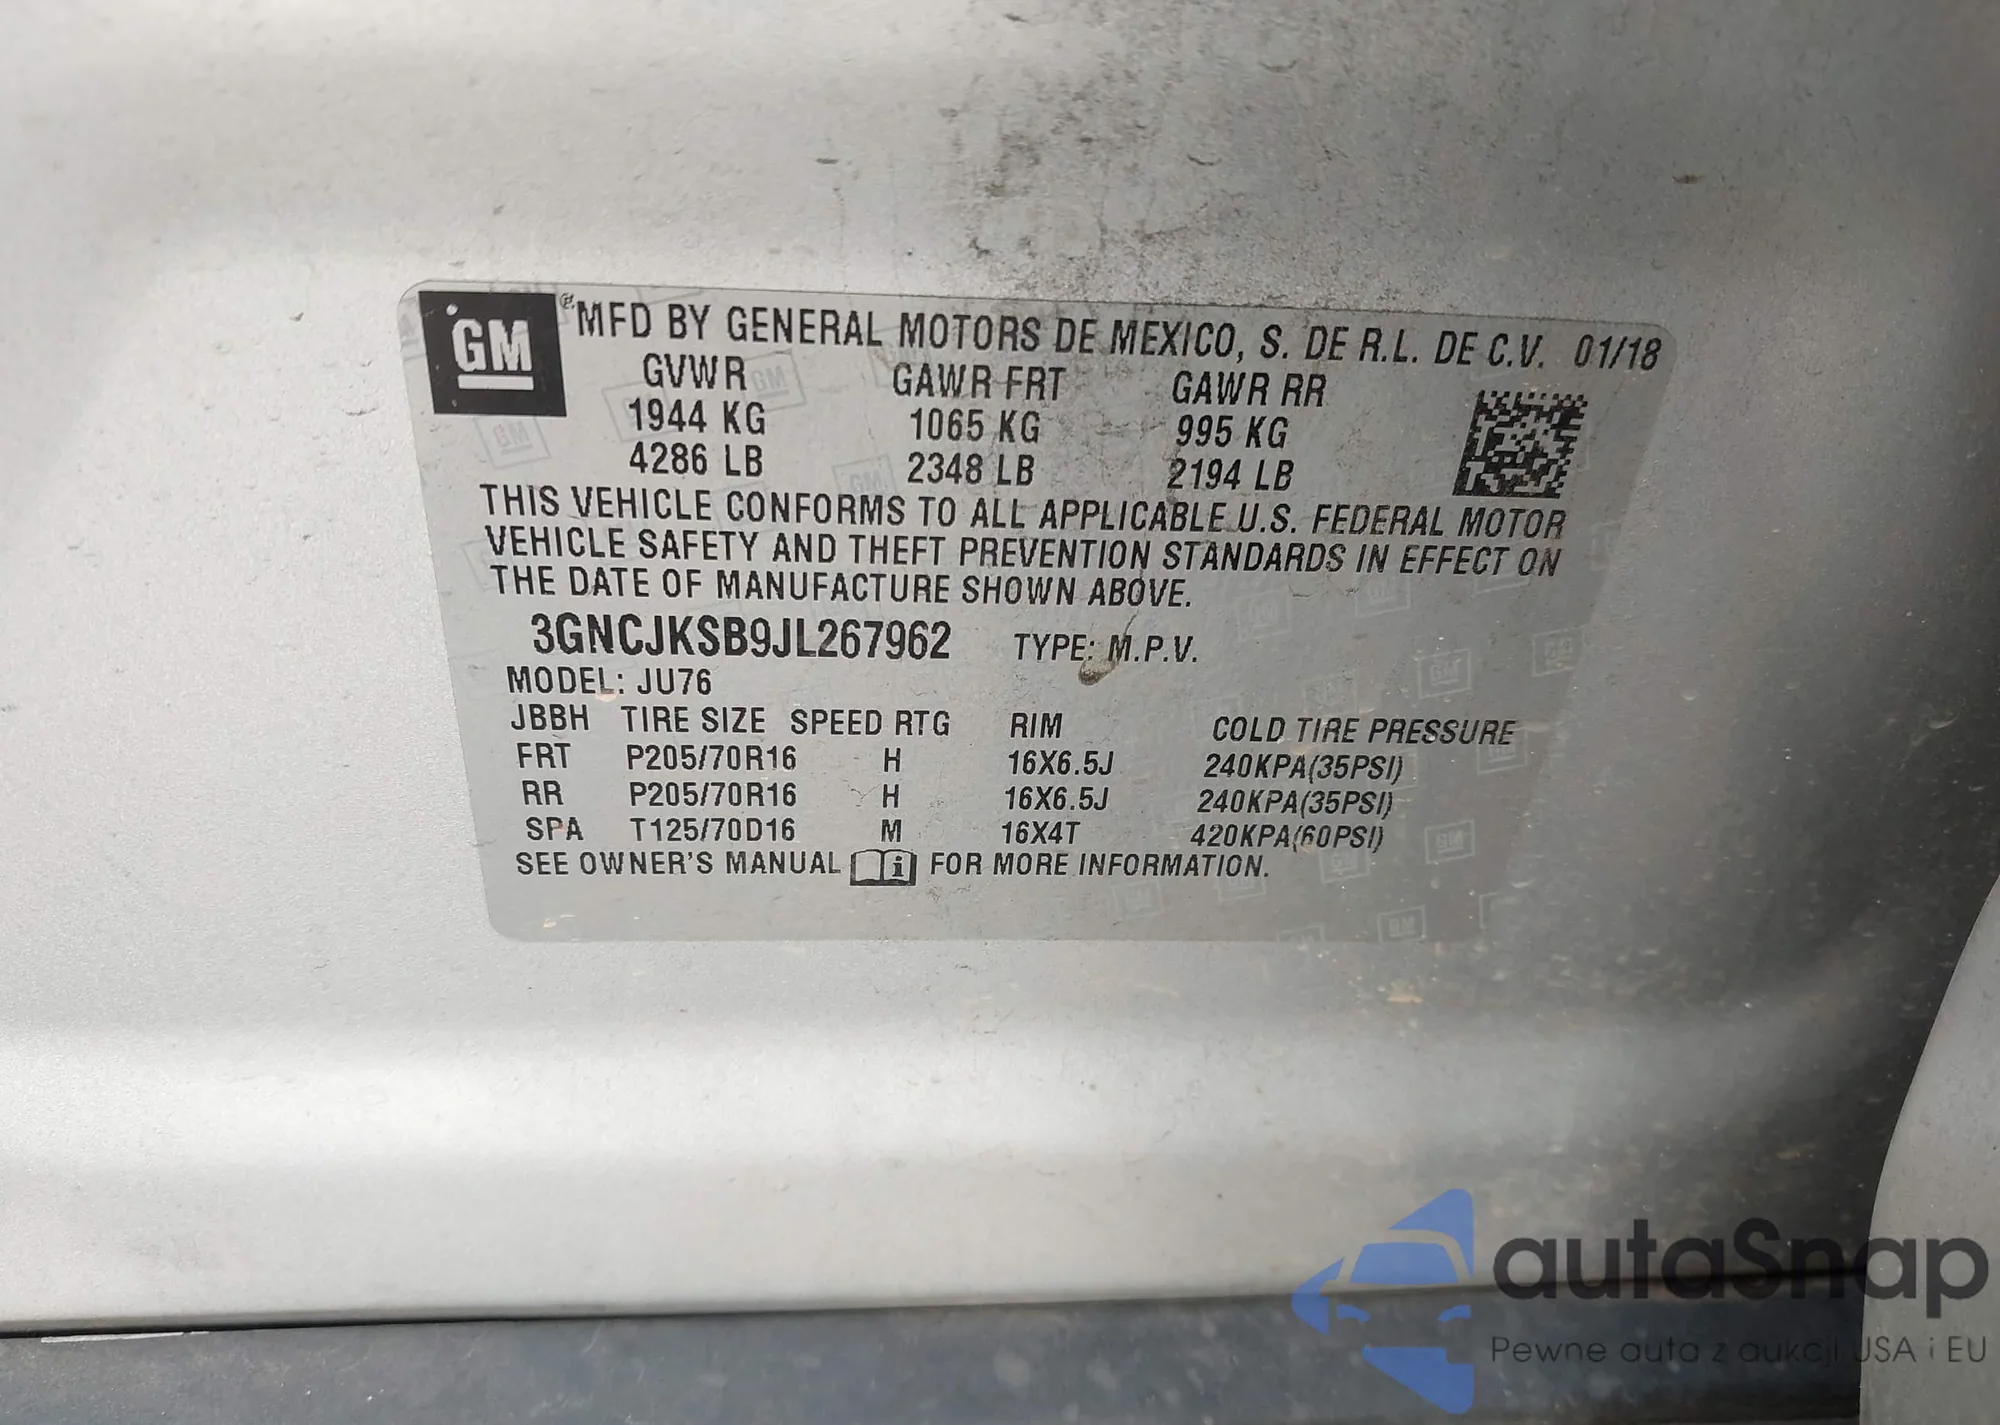 GM ® MFD BY GENERAL MOTORS DE MEXICO, S. DE R.L. DE C.V. 01/18
GVWR GAWR FRT GAWR RR
1944 KG 1065 KG 995 KG
4286 LB 2348 LB 2194 LB
THIS VEHICLE CONFORMS TO ALL APPLICABLE U.S. FEDERAL MOTOR
VEHICLE SAFETY AND THEFT PREVENTION STANDARDS IN EFFECT ON
THE DATE OF MANUFACTURE SHOWN ABOVE.
3GNCJKSB9JL267962 TYPE: M.P.V.
MODEL: JU76
JBBH TIRE SIZE SPEED RTG RIM COLD TIRE PRESSURE
FRT P205/70R16 H 16X6.5J 240KPA(35PSI)
RR P205/70R16 H 16X6.5J 240KPA(35PSI)
SPA T125/70D16 M 16X4T 420KPA(60PSI)
SEE OWNER'S MANUAL i FOR MORE INFORMATION.
autaSnap
Pewne auta z aukcji USA i EU